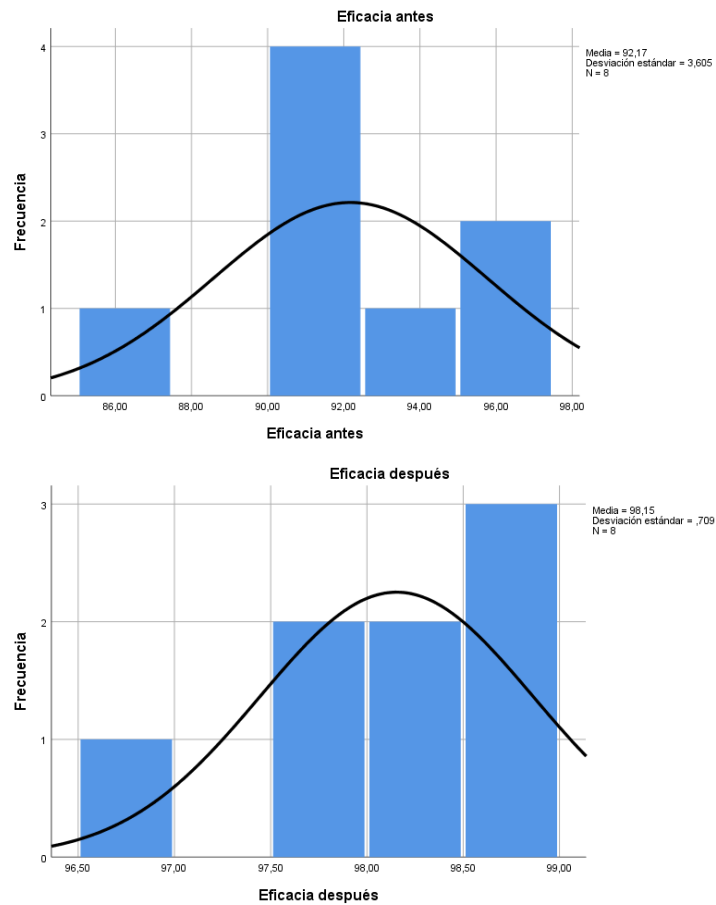 Eficacia antes
Media = 92,17
Desviación estándar = 3,605
N = 8
Frecuencia
4
3
2
1
0
86,00 88,00 90,00 92,00 94,00 96,00 98,00
Eficacia antes
Eficacia después
Media = 98,15
Desviación estándar = ,709
N = 8
Frecuencia
3
2
1
0
96,50 97,00 97,50 98,00 98,50 99,00
Eficacia después